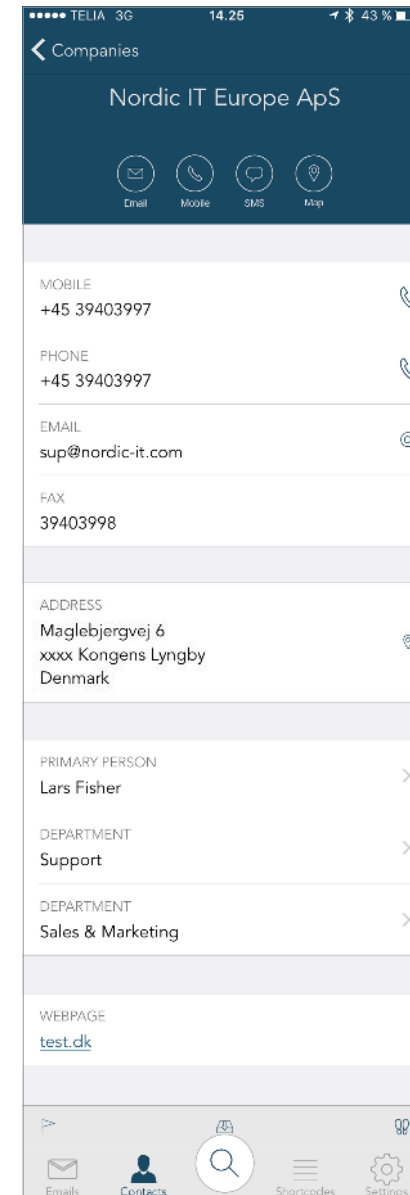 TELIA 3G 14.25 43 %
Companies
Nordic IT Europe ApS
Email Mobile SMS Map
MOBILE
+45 39403997
PHONE
+45 39403997
EMAIL
sup@nordic-it.com
FAX
39403998
ADDRESS
Maglebjergvej 6
xxxx Kongens Lyngby
Denmark
PRIMARY PERSON
Lars Fisher
DEPARTMENT
Support
DEPARTMENT
Sales & Marketing
WEBPAGE
test.dk
Emails Contacts Shortcodes Settings